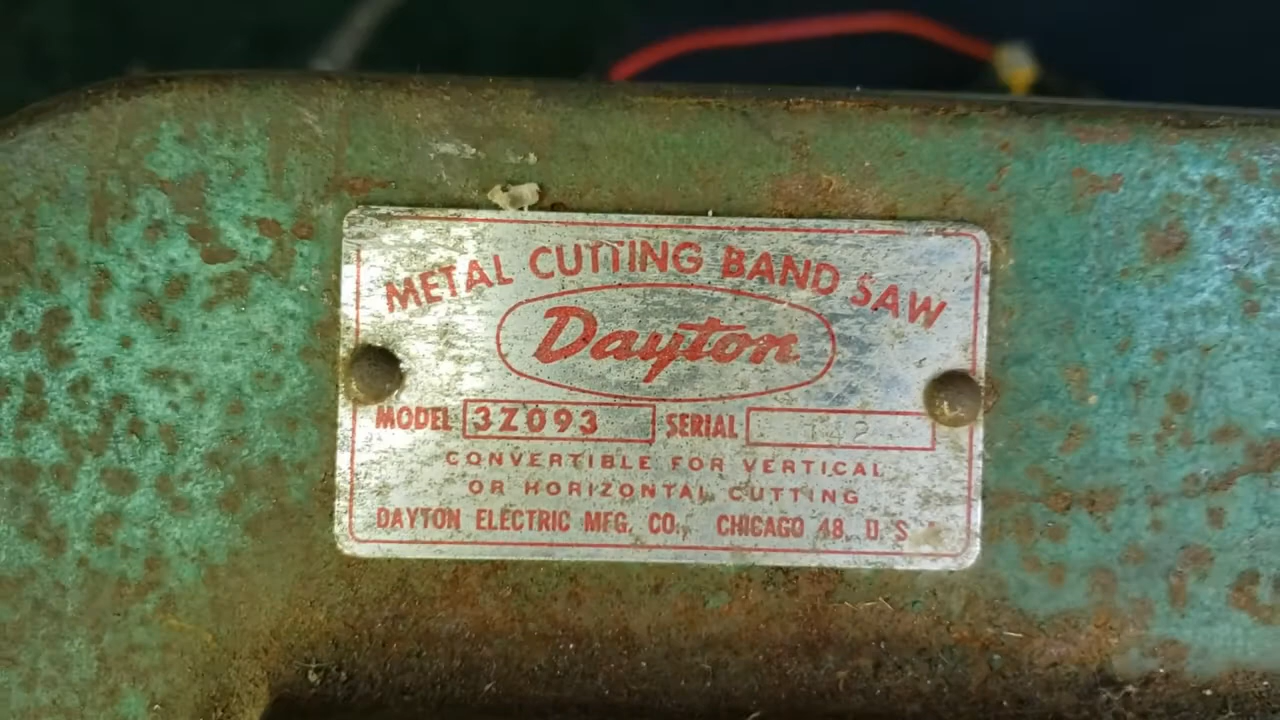 METAL CUTTING BAND SAW
Dayton
MODEL 3Z093 SERIAL 142
CONVERTIBLE FOR VERTICAL
OR HORIZONTAL CUTTING
DAYTON ELECTRIC MFG. CO., CHICAGO 48, U. S